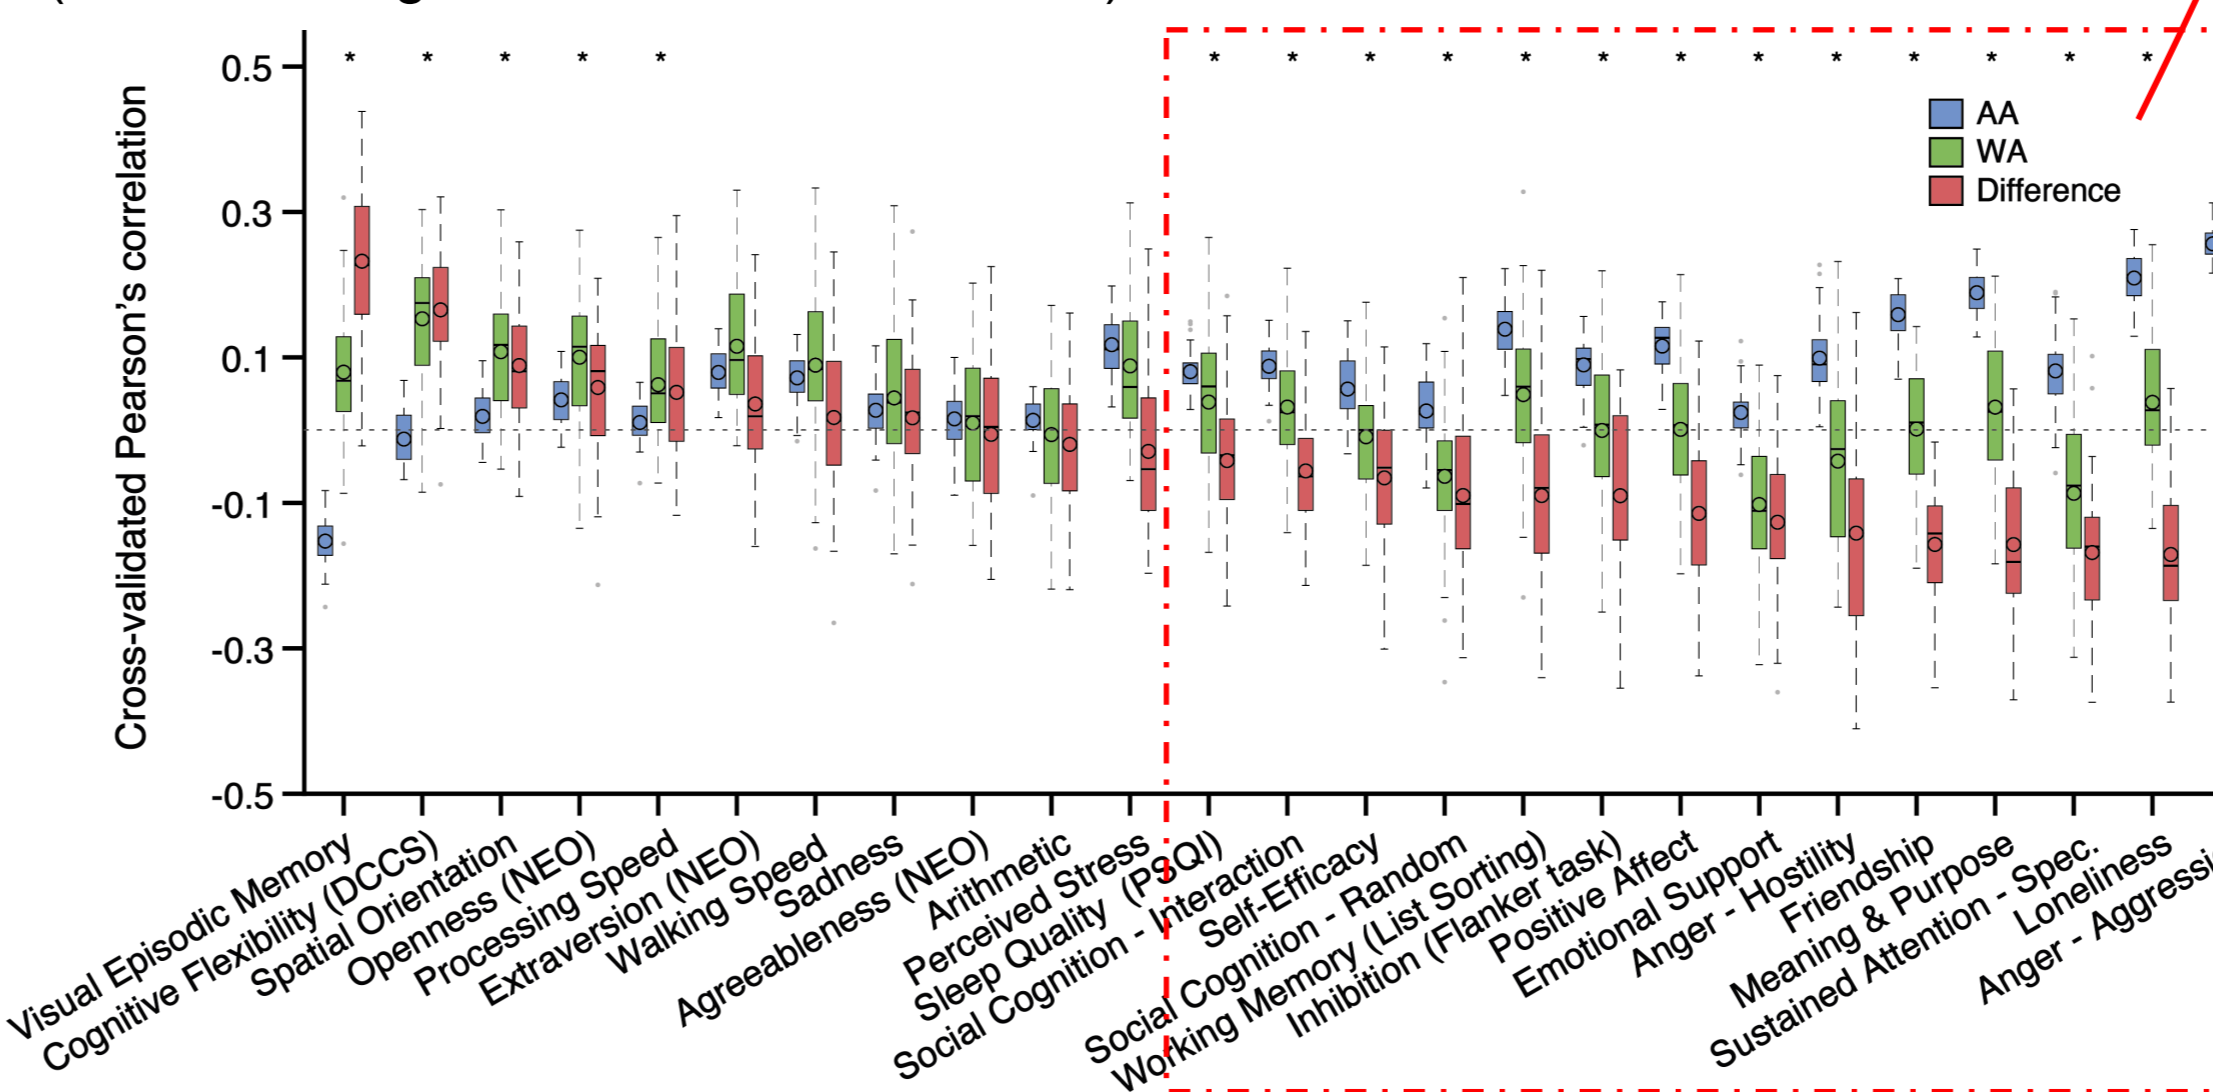 * * * * * * * * * * * * * * * * * *
0.5
0.3
0.1
-0.1
-0.3
-0.5
Cross-validated Pearson's correlation
AA
WA
Difference
Visual Episodic Memory
Cognitive Flexibility (DCCS)
Spatial Orientation
Openness (NEO)
Processing Speed
Extraversion (NEO)
Walking Speed
Sadness
Agreeableness (NEO)
Arithmetic
Perceived Stress
Sleep Quality (PSQI)
Social Cognition - Interaction
Self-Efficacy
Social Cognition - Random
Working Memory (List Sorting)
Inhibition (Flanker task)
Positive Affect
Emotional Support
Anger - Hostility
Friendship
Meaning & Purpose
Sustained Attention - Spec.
Loneliness
Anger - Aggressi